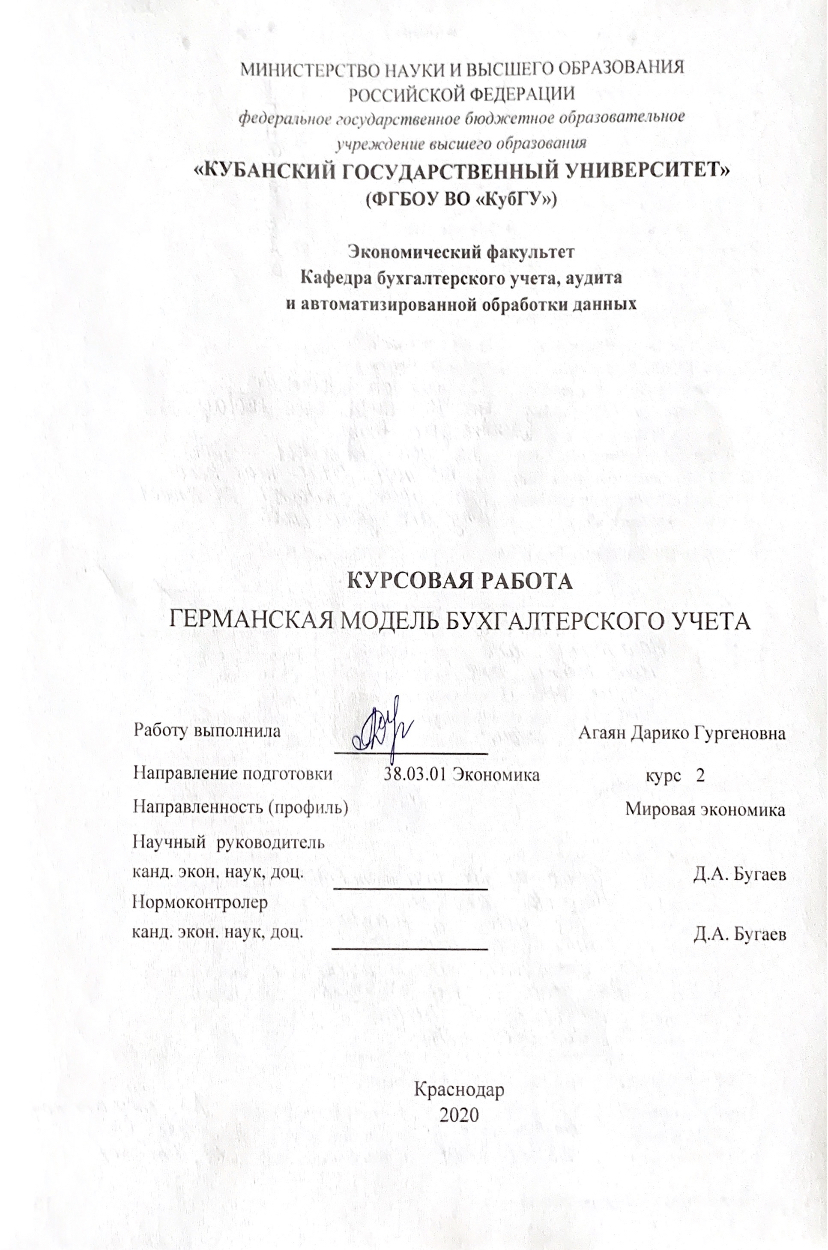 МИНИСТЕРСТВО НАУКИ И ВЫСШЕГО ОБРАЗОВАНИЯ
РОССИЙСКОЙ ФЕДЕРАЦИИ
федеральное государственное бюджетное образовательное
учреждение высшего образования
«КУБАНСКИЙ ГОСУДАРСТВЕННЫЙ УНИВЕРСИТЕТ»
(ФГБОУ ВО «КубГУ»)
Экономический факультет
Кафедра бухгалтерского учета, аудита
и автоматизированной обработки данных
КУРСОВАЯ РАБОТА
ГЕРМАНСКАЯ МОДЕЛЬ БУХГАЛТЕРСКОГО УЧЕТА
Работу выполнила Агаян Дарико Гургеновна
Направление подготовки 38.03.01 Экономика курс 2
Направленность (профиль) Мировая экономика
Научный руководитель
канд. экон. наук, доц. Д.А. Бугаев
Нормоконтролер
канд. экон. наук, доц. Д.А. Бугаев
Краснодар
2020